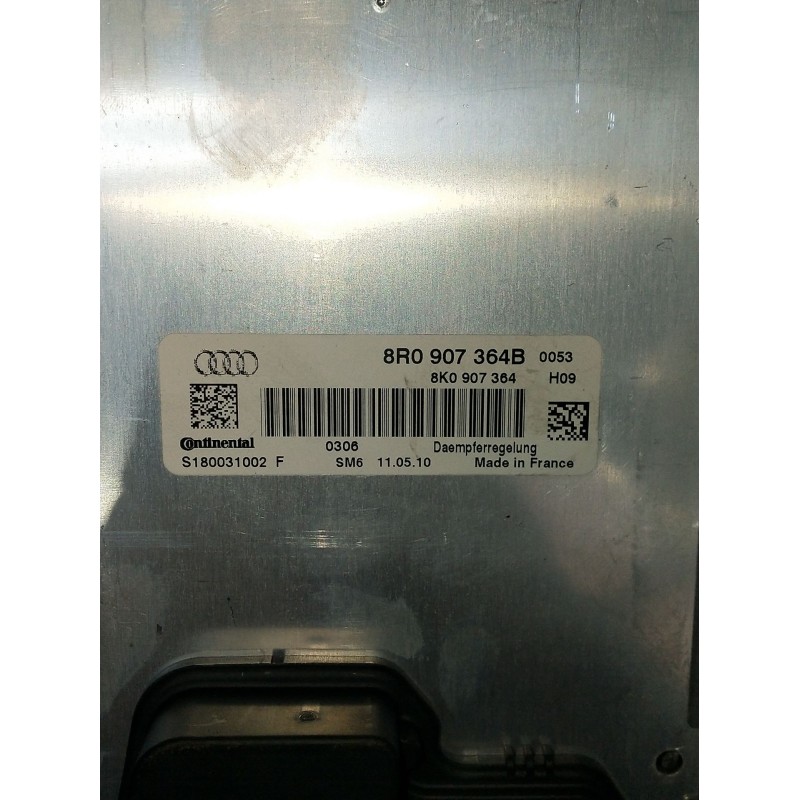 8R0 907 364B 0053
8K0 907 364 H09
Continental 0306 Daempferregelung
S180031002 F SM6 11.05.10 Made in France